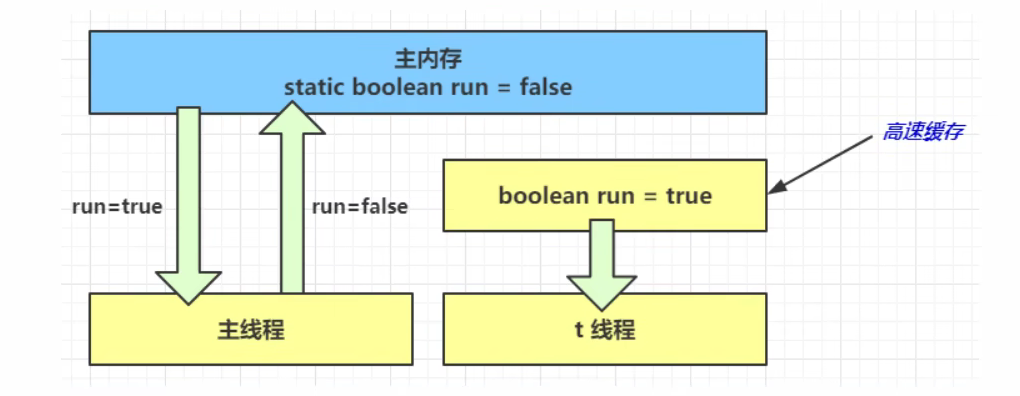 主内存
static boolean run = false
高速缓存
boolean run = true
run=true
run=false
主线程
t 线程